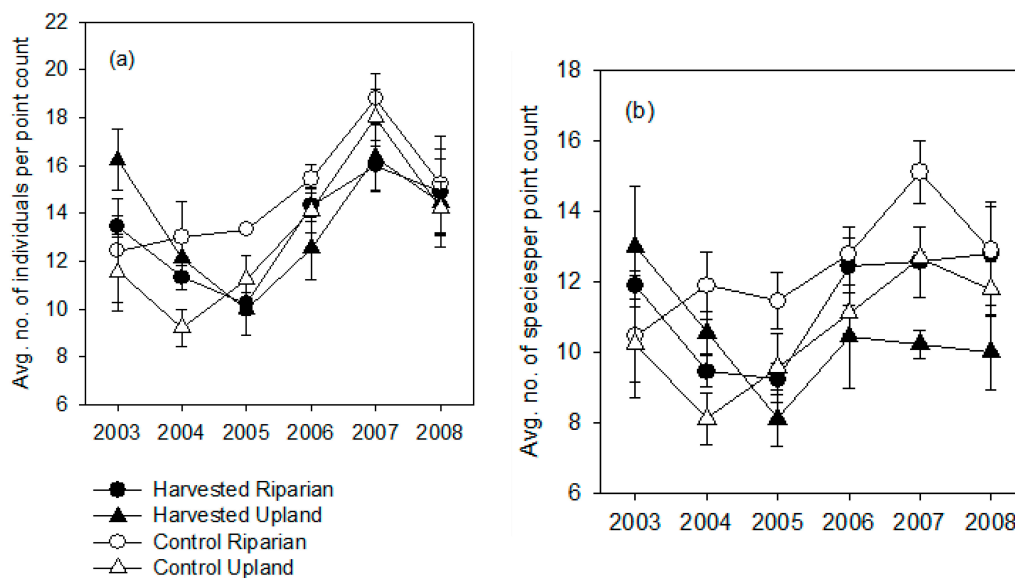 (a)
Avg. no. of individuals per point count
22
20
18
16
14
12
10
8
6
2003 2004 2005 2006 2007 2008
Harvested Riparian
Harvested Upland
Control Riparian
Control Upland
(b)
Avg. no. of speciesper point count
18
16
14
12
10
8
6
2003 2004 2005 2006 2007 2008